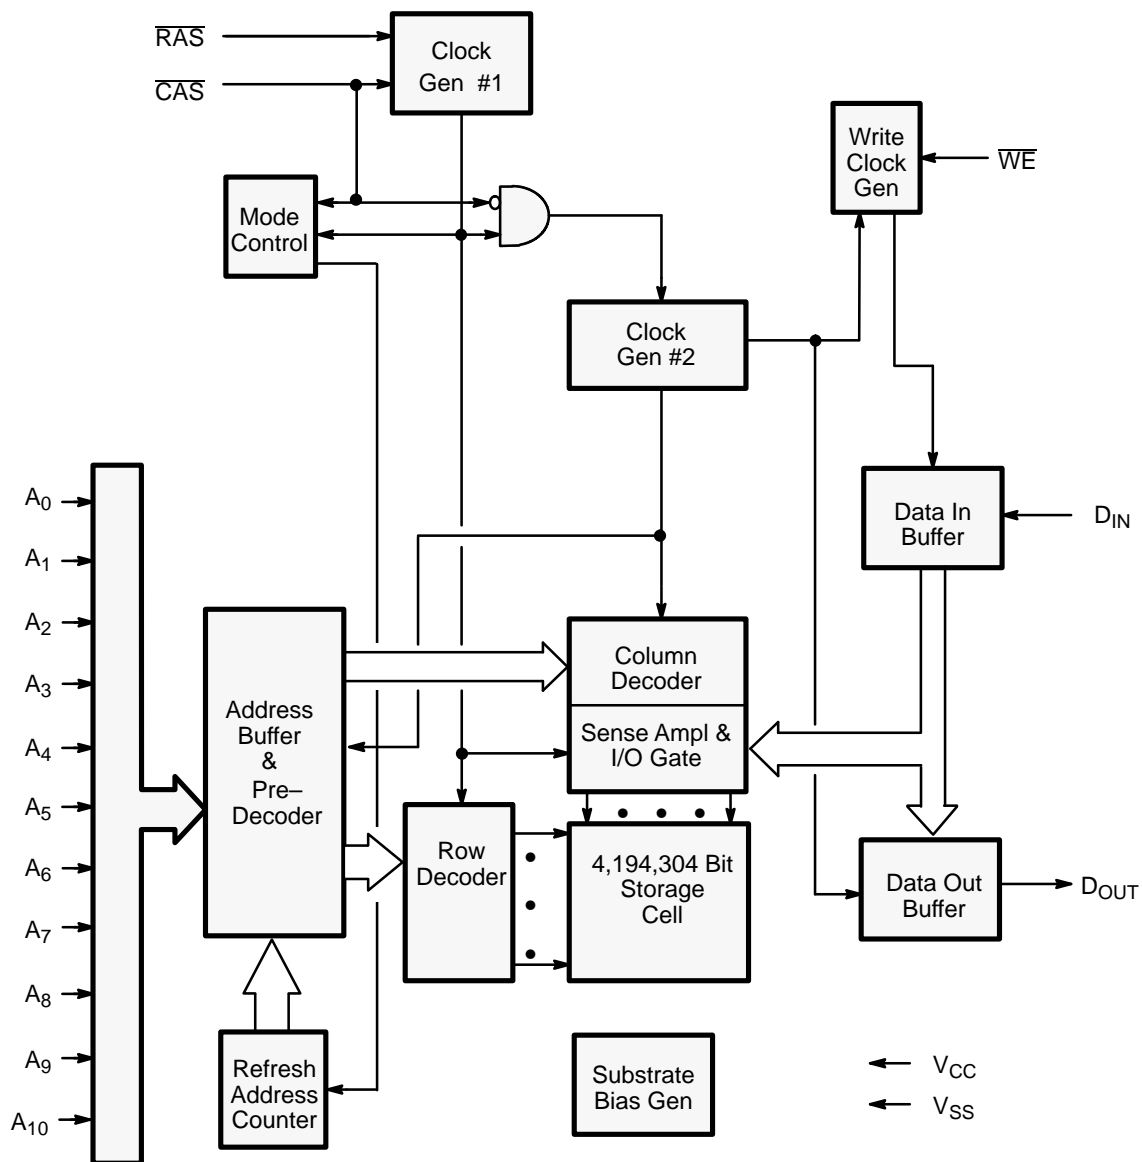 RAS
CAS
Clock
Gen #1
Write
Clock
Gen
WE
Mode
Control
Clock
Gen #2
A0
A1
A2
A3
A4
A5
A6
A7
A8
A9
A10
Data In
Buffer
DIN
Address
Buffer
&
Pre–
Decoder
Column
Decoder
Sense Ampl &
I/O Gate
Row
Decoder
4,194,304 Bit
Storage
Cell
Data Out
Buffer
DOUT
Refresh
Address
Counter
Substrate
Bias Gen
VCC
VSS